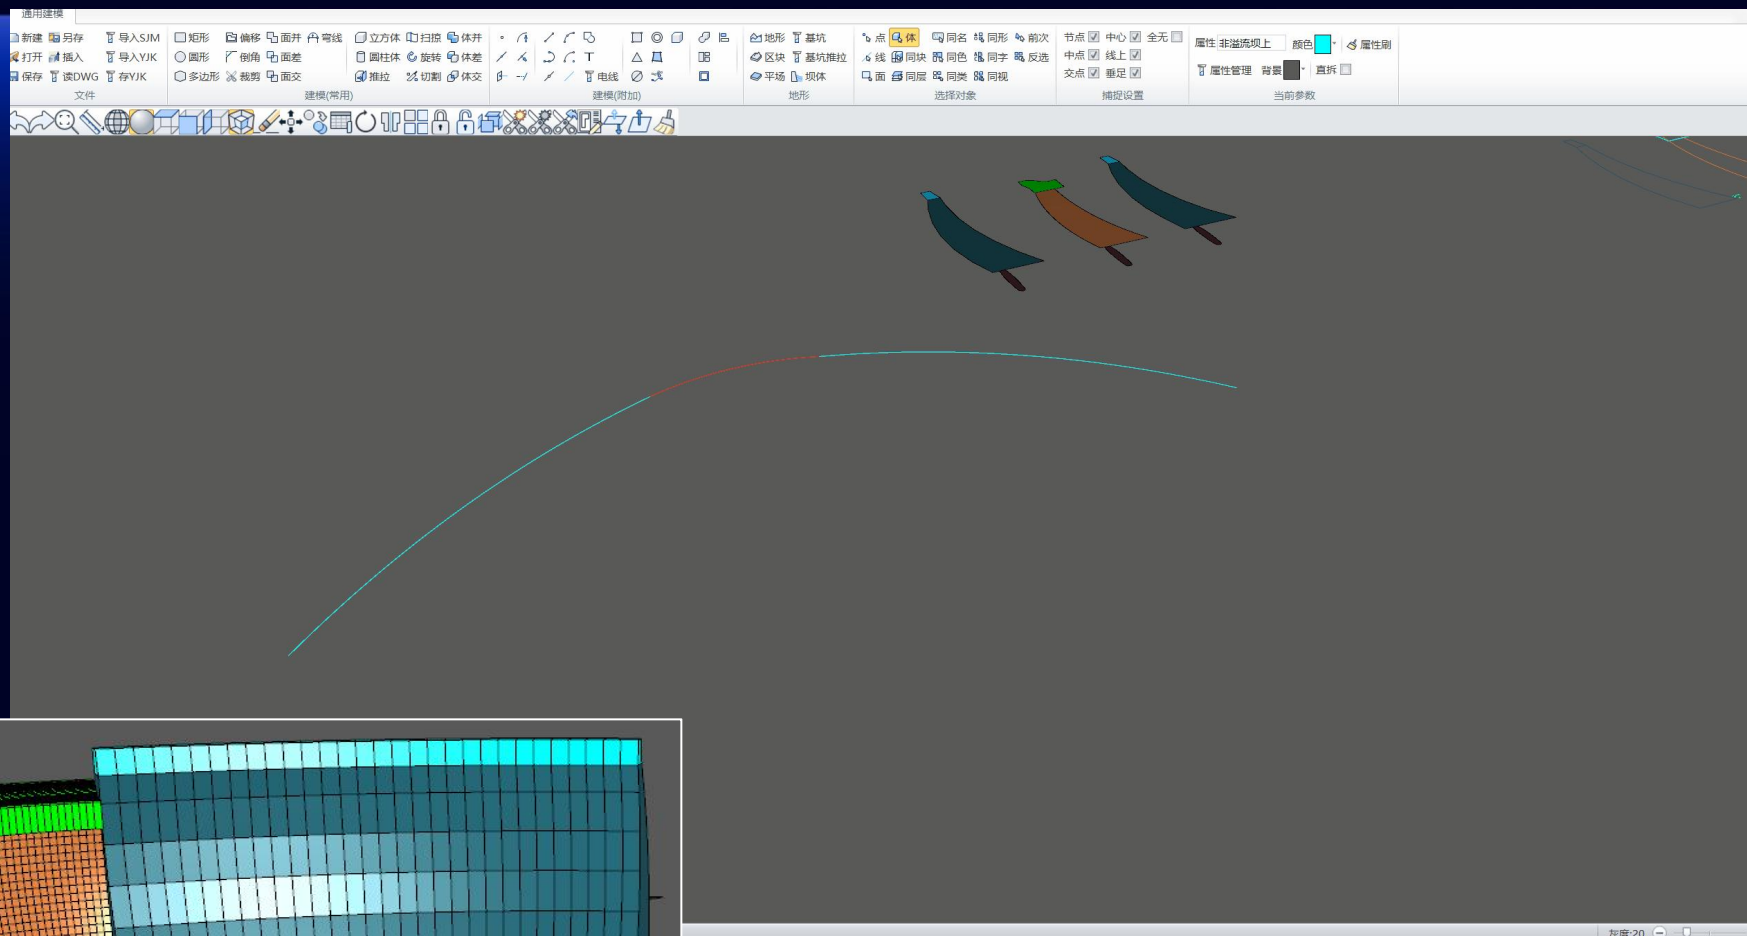 通用建模
新建 另存 导入SJM 矩形 偏移 面并 弯线 立方体 扫掠 体并 地形 基坑 点 体 同名 同形 前次 节点 中心 全无 属性 非溢流坝上 颜色 属性刷
打开 插入 导入YJK 圆形 倒角 面差 圆柱体 旋转 体差 T 区块 基坑推拉 线 同块 同色 同字 反选 中点 线上
保存 读DWG 存YJK 多边形 裁剪 面交 推拉 切割 体交 电线 平场 坝体 面 同层 同类 同视 交点 垂足 属性管理 背景 直拆
文件 建模(常用) 建模(附加) 地形 选择对象 捕捉设置 当前参数
灰度:20